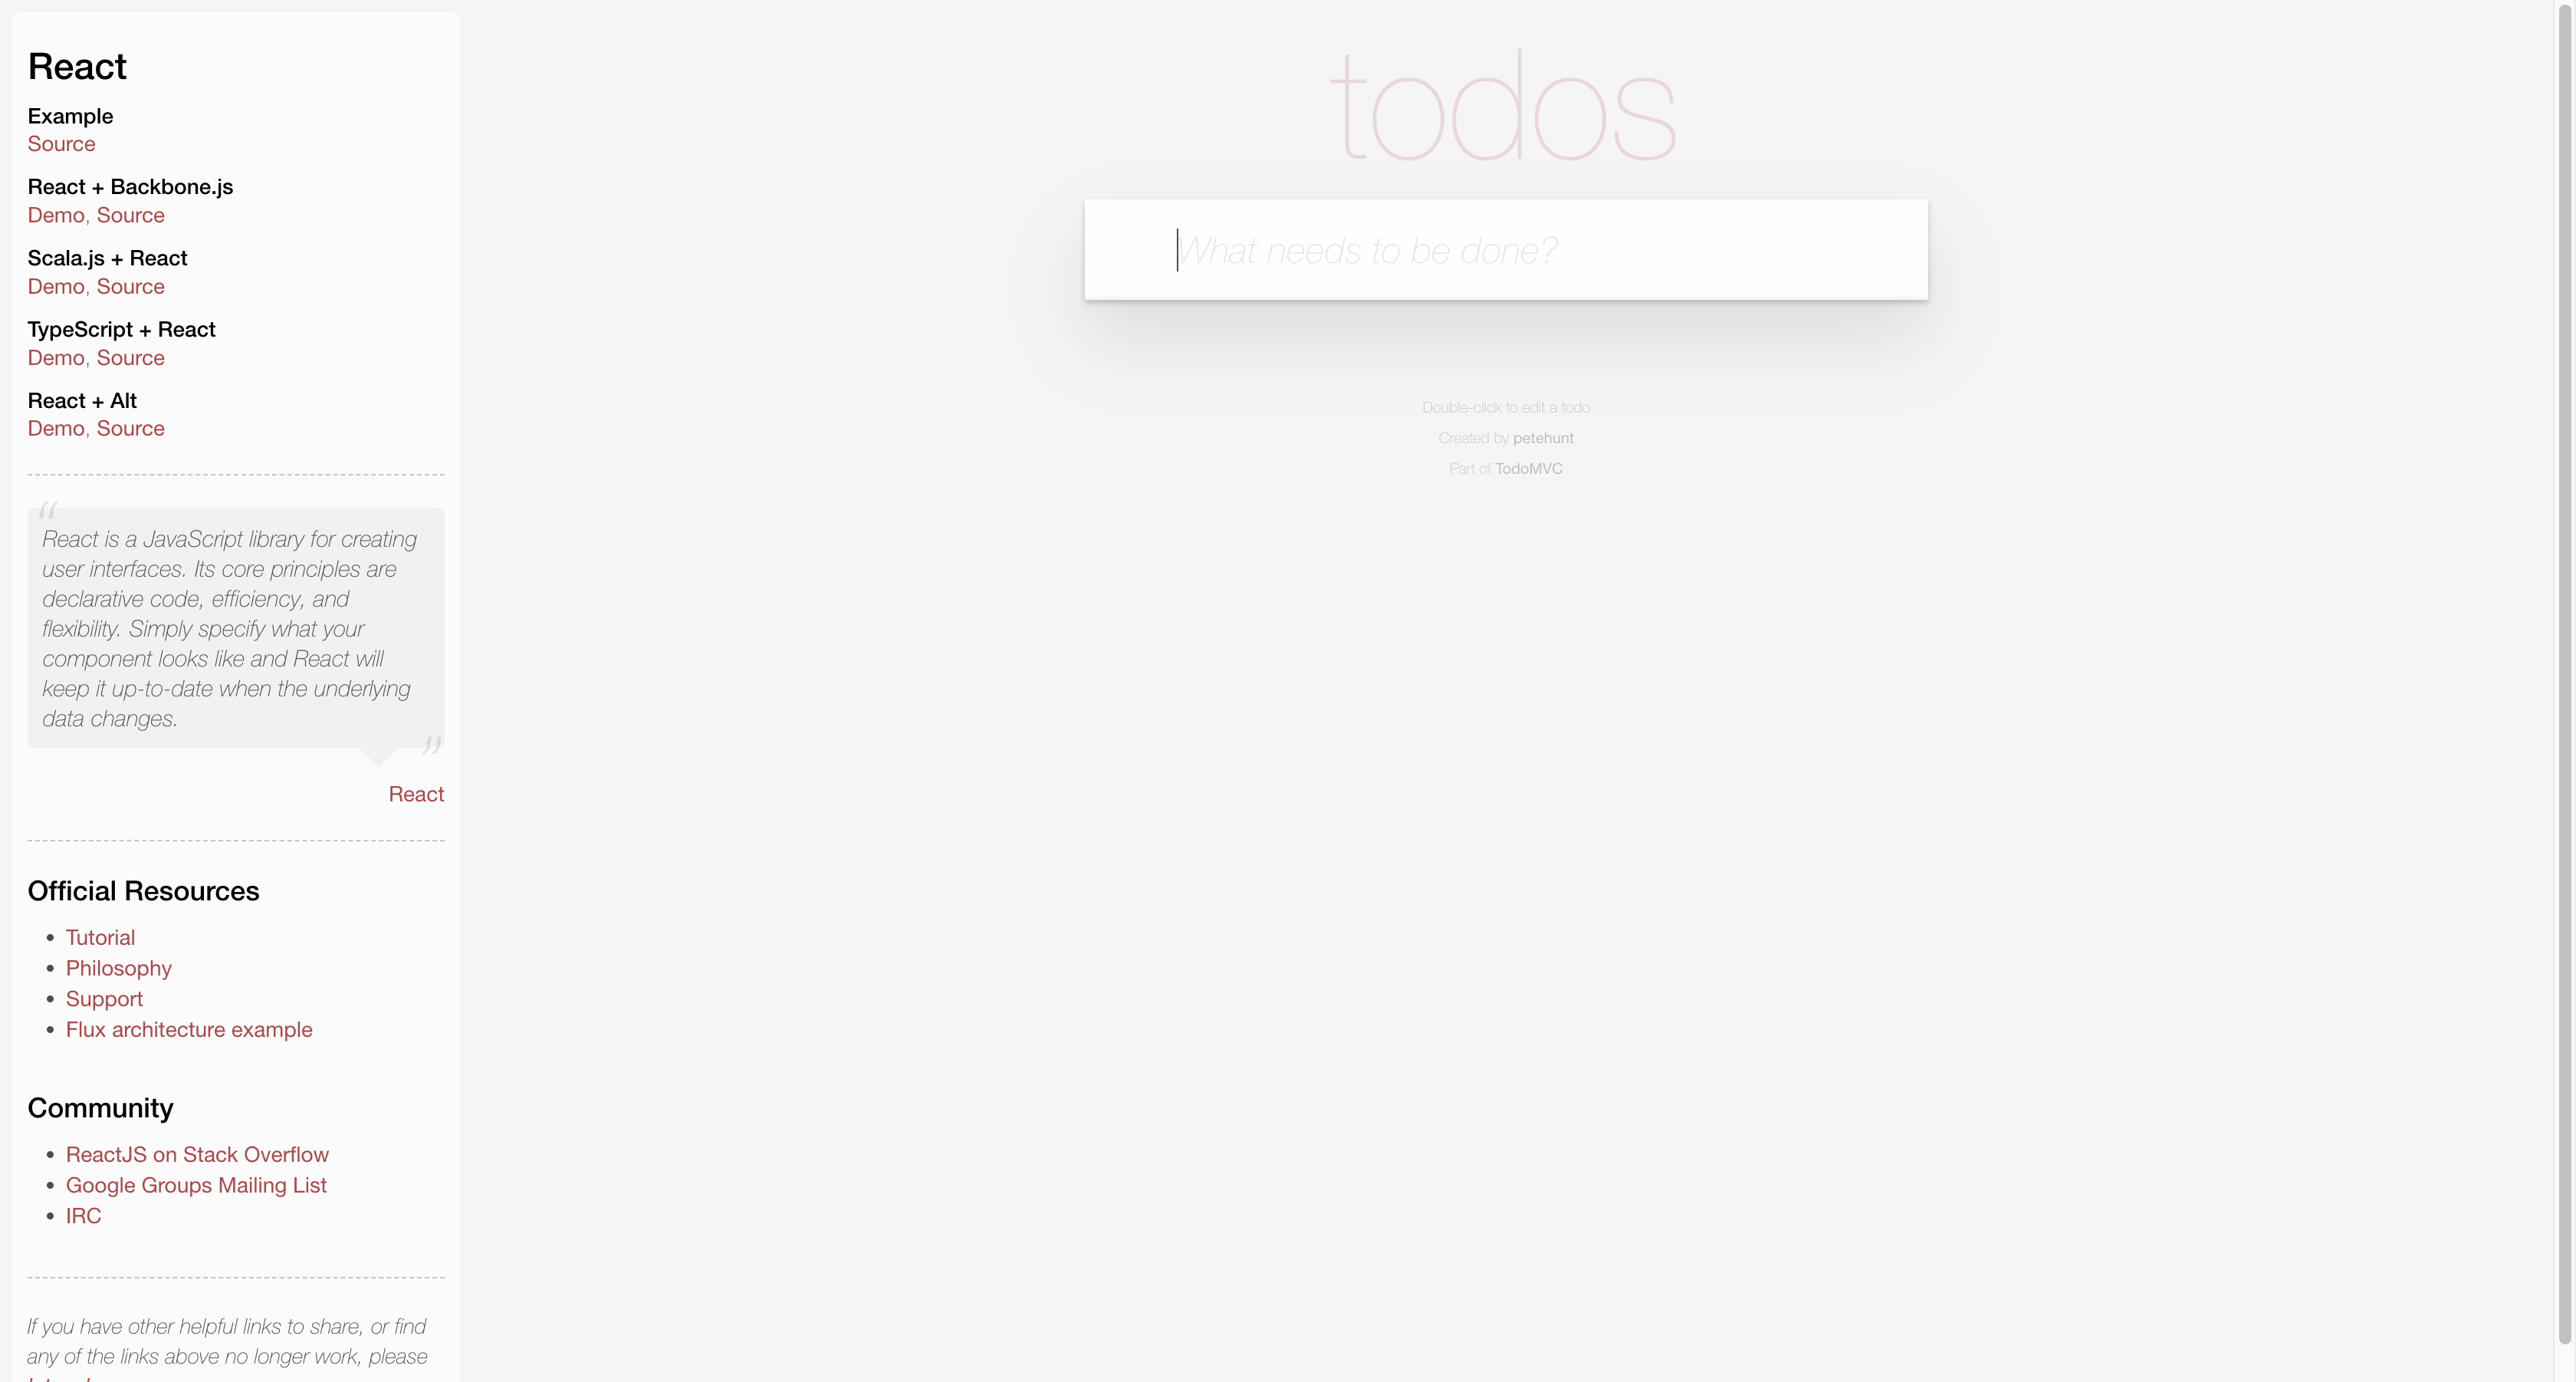 React
Example
Source
React + Backbone.js
Demo, Source
Scala.js + React
Demo, Source
TypeScript + React
Demo, Source
React + Alt
Demo, Source
“
React is a JavaScript library for creating
user interfaces. Its core principles are
declarative code, efficiency, and
flexibility. Simply specify what your
component looks like and React will
keep it up-to-date when the underlying
data changes.
”
React
Official Resources
• Tutorial
• Philosophy
• Support
• Flux architecture example
Community
• ReactJS on Stack Overflow
• Google Groups Mailing List
• IRC
If you have other helpful links to share, or find
any of the links above no longer work, please
todos
What needs to be done?
Double-click to edit a todo
Created by petehunt
Part of TodoMVC